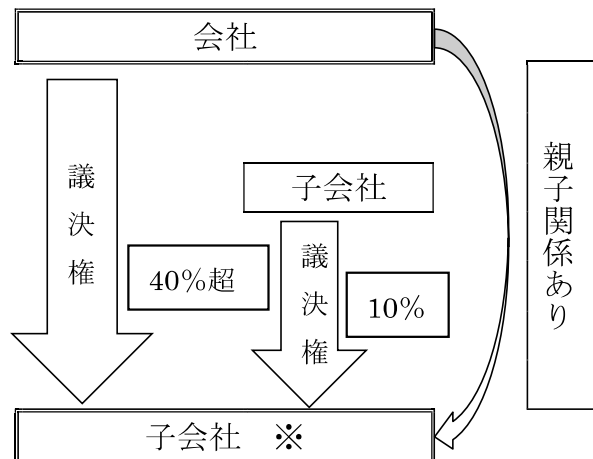 会社
議決権
40%超
子会社
議決権
10%
親子関係あり
子会社　※